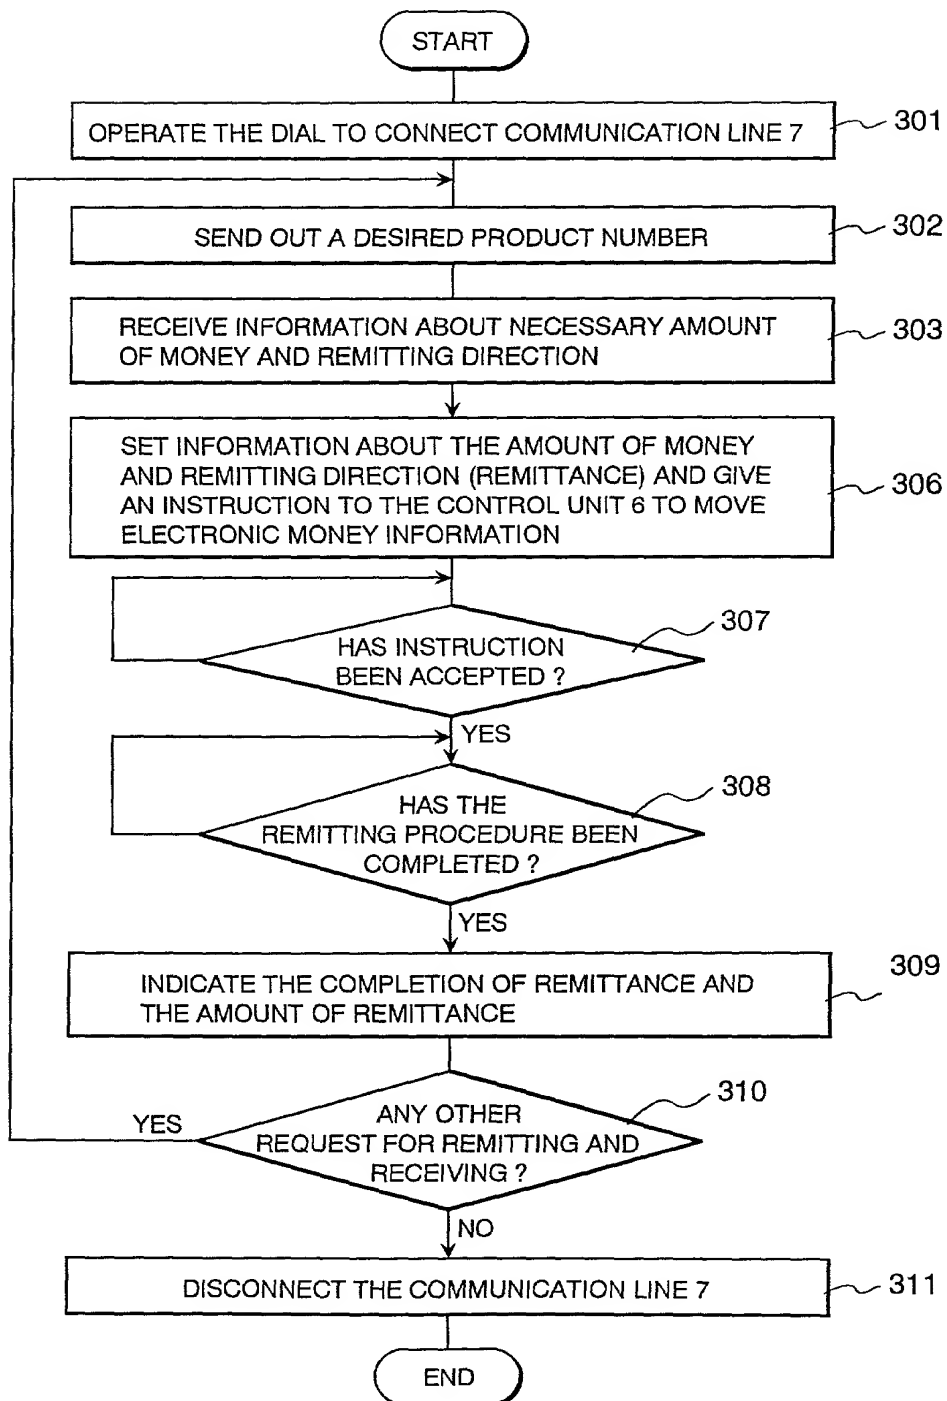 START
OPERATE THE DIAL TO CONNECT COMMUNICATION LINE 7
301
SEND OUT A DESIRED PRODUCT NUMBER
302
RECEIVE INFORMATION ABOUT NECESSARY AMOUNT
OF MONEY AND REMITTING DIRECTION
303
SET INFORMATION ABOUT THE AMOUNT OF MONEY
AND REMITTING DIRECTION (REMITTANCE) AND GIVE
AN INSTRUCTION TO THE CONTROL UNIT 6 TO MOVE
ELECTRONIC MONEY INFORMATION
306
HAS INSTRUCTION
BEEN ACCEPTED ?
307
YES
HAS THE
REMITTING PROCEDURE BEEN
COMPLETED ?
308
YES
INDICATE THE COMPLETION OF REMITTANCE AND
THE AMOUNT OF REMITTANCE
309
ANY OTHER
REQUEST FOR REMITTING AND
RECEIVING ?
310
YES
NO
DISCONNECT THE COMMUNICATION LINE 7
311
END